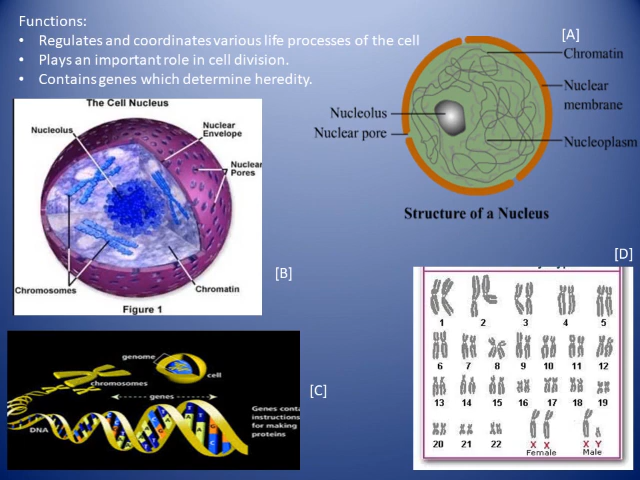 Functions:
• Regulates and coordinates various life processes of the cell
• Plays an important role in cell division.
• Contains genes which determine heredity.
[A]
Chromatin
Nuclear
membrane
Nucleolus
Nuclear pore
Nucleoplasm
Structure of a Nucleus
The Cell Nucleus
Nucleolus
Nuclear
Envelope
Nuclear
Pores
Chromosomes
Chromatin
Figure 1
[B]
[C]
genome
cell
chromosomes
genes
DNA
Genes conta
instructions
for making
proteins
[D]
1 2 3 4 5
6 7 8 9 10 11 12
13 14 15 16 17 18 19
20 21 22 X X X Y
Female Male